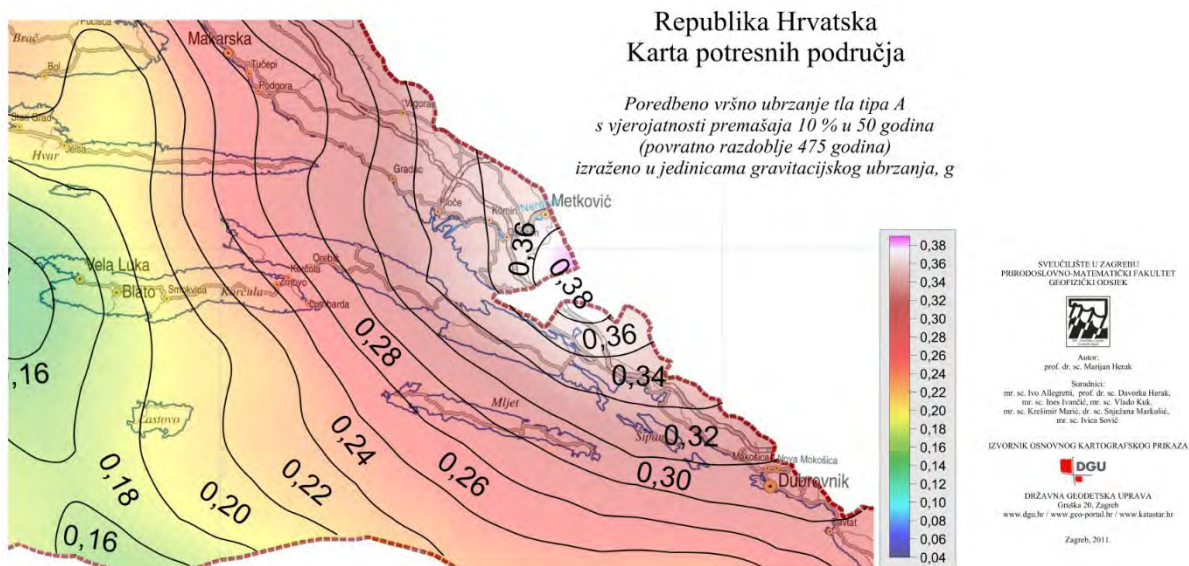 Republika Hrvatska
Karta potresnih područja
Poredbeno vršno ubrzanje tla tipa A
s vjerojatnosti premašaja 10 % u 50 godina
(povratno razdoblje 475 godina)
izraženo u jedinicama gravitacijskog ubrzanja, g
Pučišća
Brač
Bol
Makarska
Tučepi
Podgora
Vrgorac
Stari Grad
Jelsa
Hvar
Gradac
Ploče
Komin
Metković
0,36
0,38
Vela Luka
Blato
Smokvica
Korčula
Orebić
Korčula
Žrnovo
Lumbarda
0,36
0,28
0,34
,16
Mljet
Lastovo
0,32
Šipan
Mokošica
Nova Mokošica
0,24
0,30
0,26
Dubrovnik
0,18
0,20
0,22
0,16
Cavtat
0,38
0,36
0,34
0,32
0,30
0,28
0,26
0,24
0,22
0,20
0,18
0,16
0,14
0,12
0,10
0,08
0,06
0,04
SVEUČILIŠTE U ZAGREBU
PRIRODOSLOVNO-MATEMATIČKI FAKULTET
GEOFIZIČKI ODSJEK
Autor:
prof. dr. sc. Marijan Herak
Suradnici:
mr. sc. Ivo Allegretti, prof. dr. sc. Davorka Herak,
mr. sc. Ines Ivančić, mr. sc. Vlado Kuk,
mr. sc. Krešimir Marić, dr. sc. Snježana Markušić,
mr. sc. Ivica Sović
IZVORNIK OSNOVNOG KARTOGRAFSKOG PRIKAZA
DGU
DRŽAVNA GEODETSKA UPRAVA
Gruška 20, Zagreb
www.dgu.hr / www.geo-portal.hr / www.katastar.hr
Zagreb, 2011.